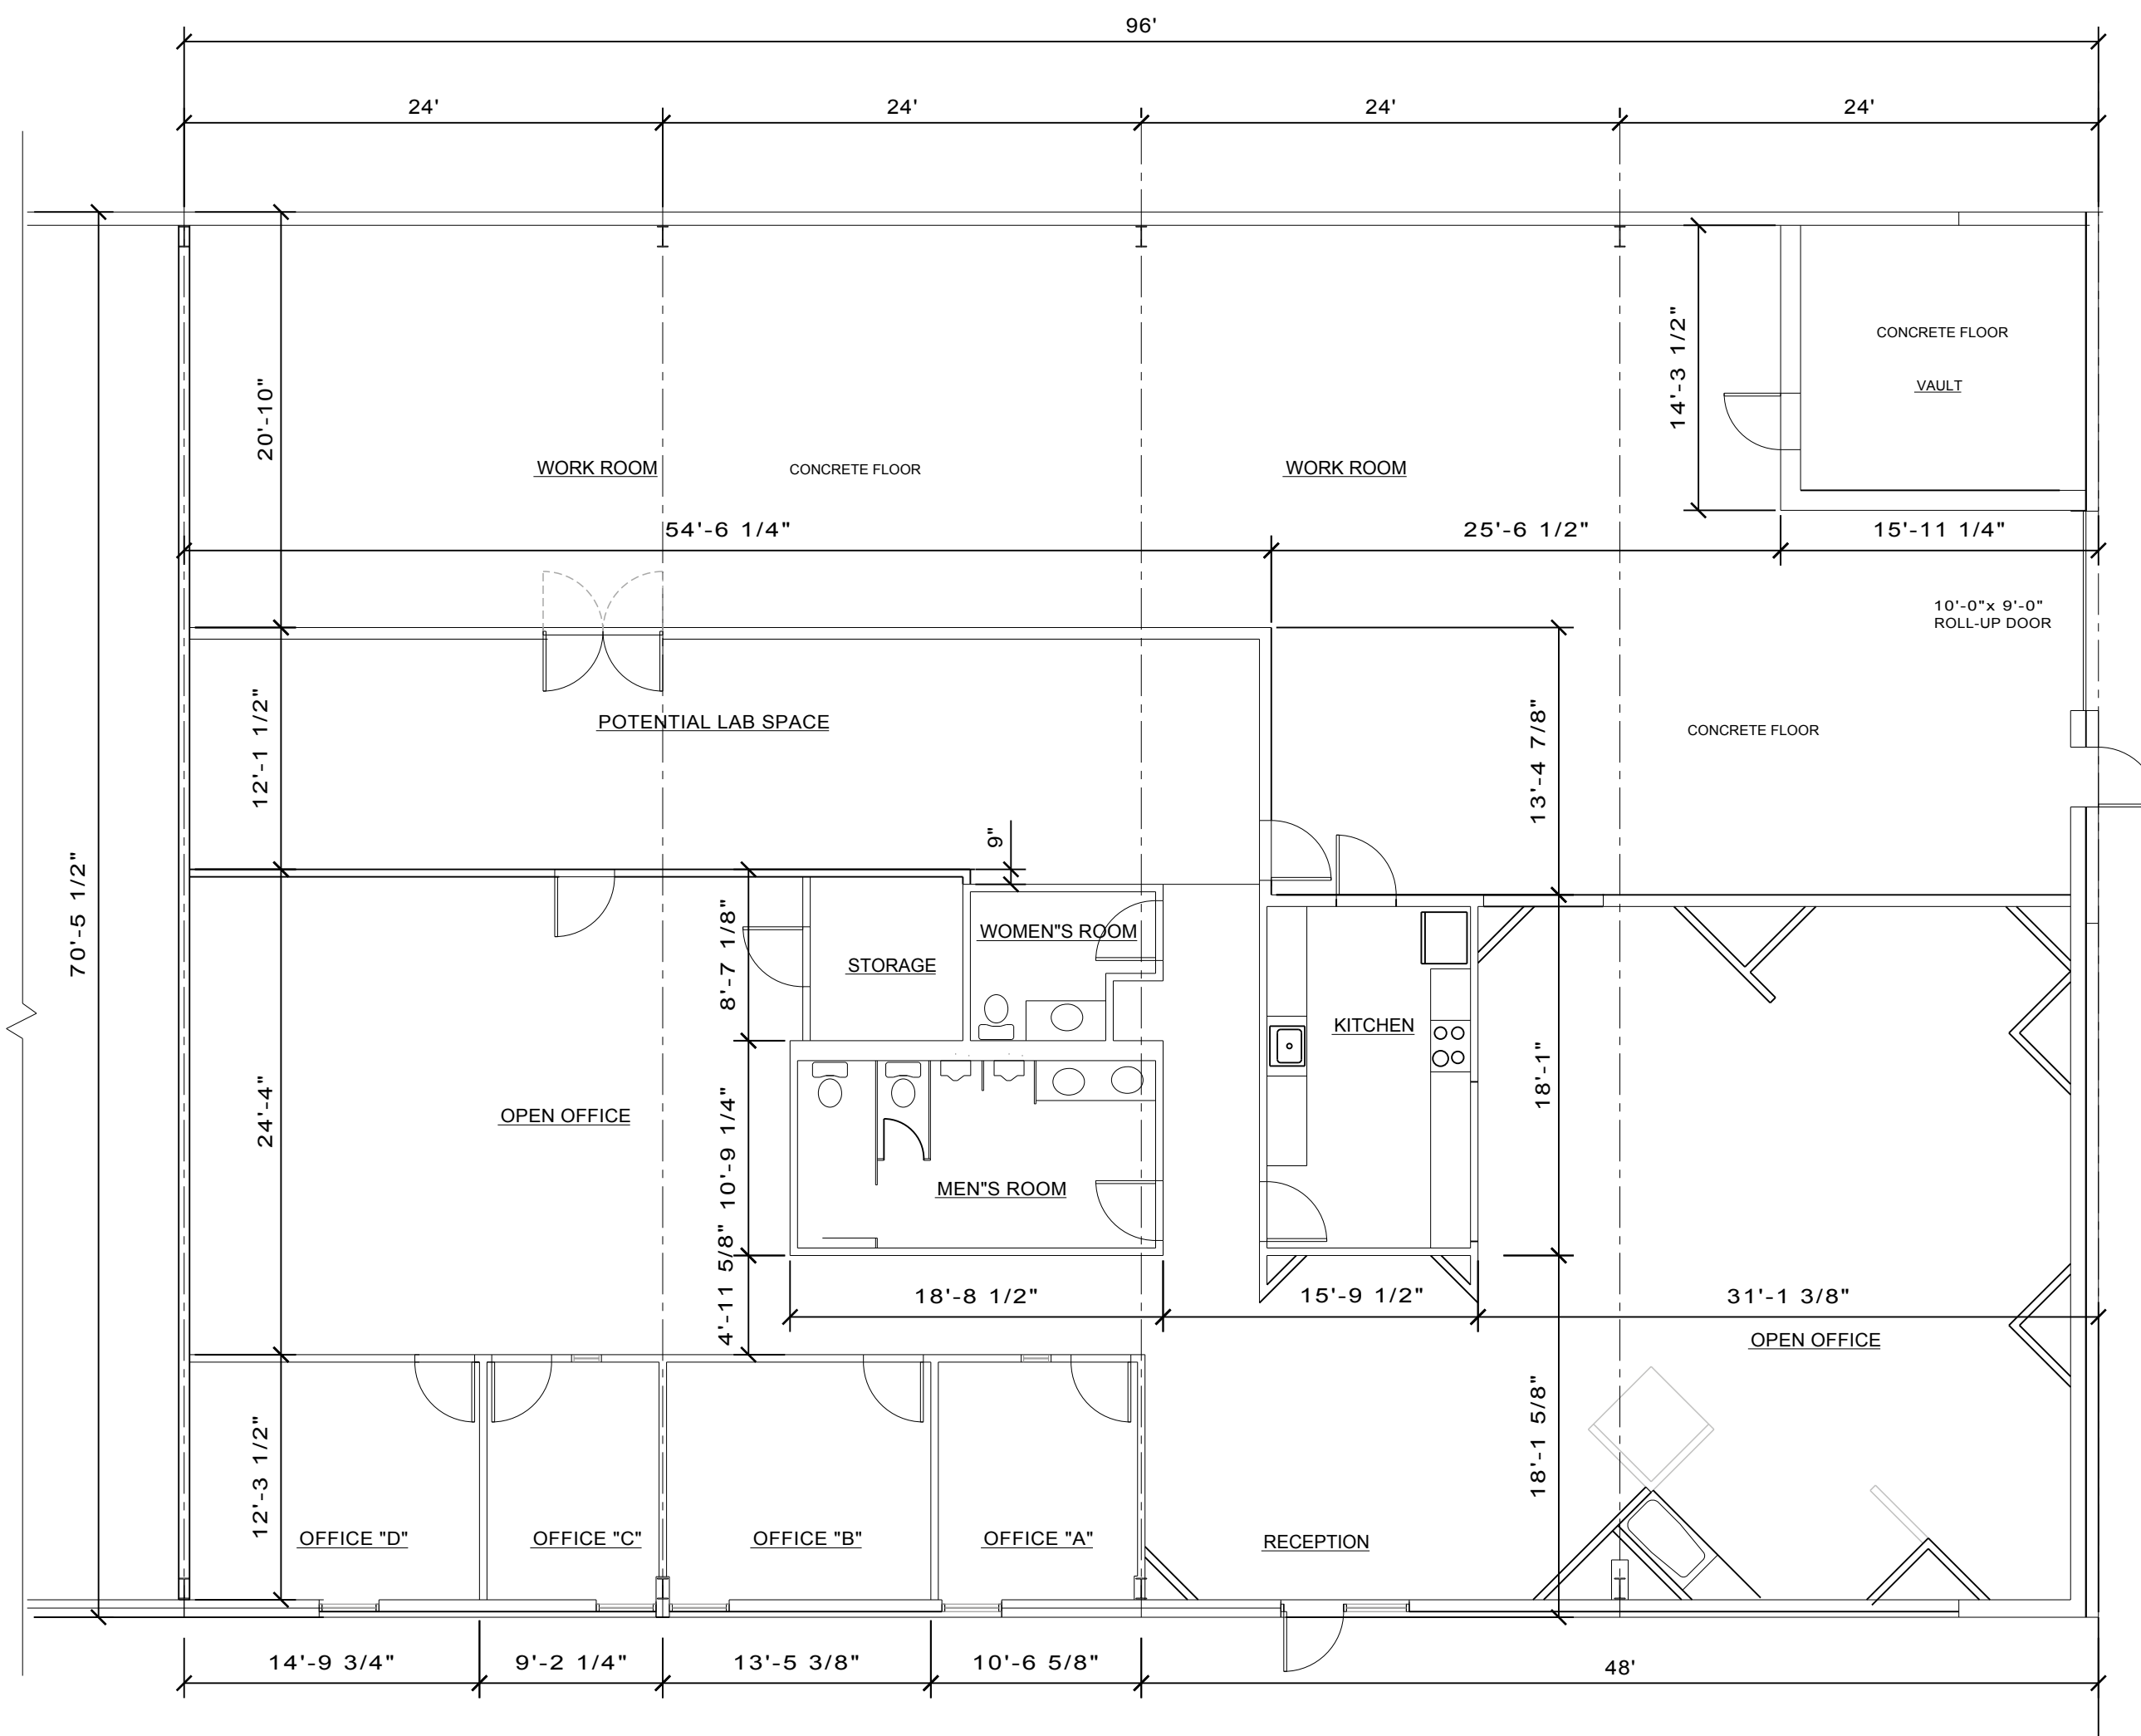 96'
24'
24'
24'
24'
14'-3 1/2"
CONCRETE FLOOR
VAULT
20'-10"
WORK ROOM
CONCRETE FLOOR
WORK ROOM
54'-6 1/4"
25'-6 1/2"
15'-11 1/4"
10'-0"x 9'-0"
ROLL-UP DOOR
12'-1 1/2"
POTENTIAL LAB SPACE
13'-4 7/8"
CONCRETE FLOOR
9"
70'-5 1/2"
8'-7 1/8"
WOMEN"S ROOM
STORAGE
KITCHEN
24'-4"
OPEN OFFICE
10'-9 1/4"
18'-1"
MEN"S ROOM
4'-11 5/8"
18'-8 1/2"
15'-9 1/2"
31'-1 3/8"
OPEN OFFICE
12'-3 1/2"
18'-1 5/8"
OFFICE "D"
OFFICE "C"
OFFICE "B"
OFFICE "A"
RECEPTION
14'-9 3/4"
9'-2 1/4"
13'-5 3/8"
10'-6 5/8"
48'